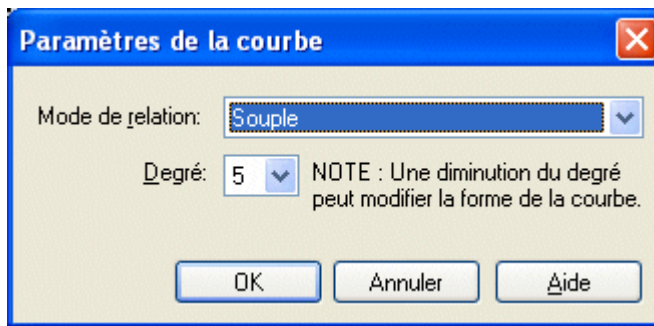 Paramètres de la courbe
Mode de relation: Souple
Degré: 5 NOTE : Une diminution du degré
peut modifier la forme de la courbe.
OK Annuler Aide